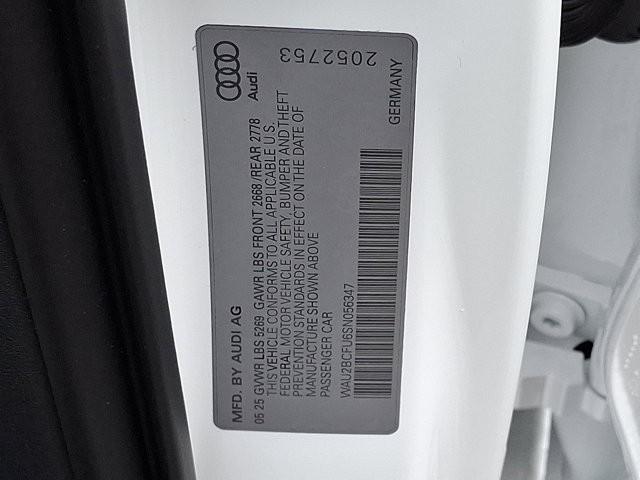 MFD. BY AUDI AG
05 25 GVWR LBS 5269 GAWR LBS FRONT 2668 /REAR 2778
THIS VEHICLE CONFORMS TO ALL APPLICABLE U.S.
FEDERAL MOTOR VEHICLE SAFETY, BUMPER AND THEFT
PREVENTION STANDARDS IN EFFECT ON THE DATE OF
MANUFACTURE SHOWN ABOVE
PASSENGER CAR
WAU2BCFU6SN056347
Audi
2052753
GERMANY